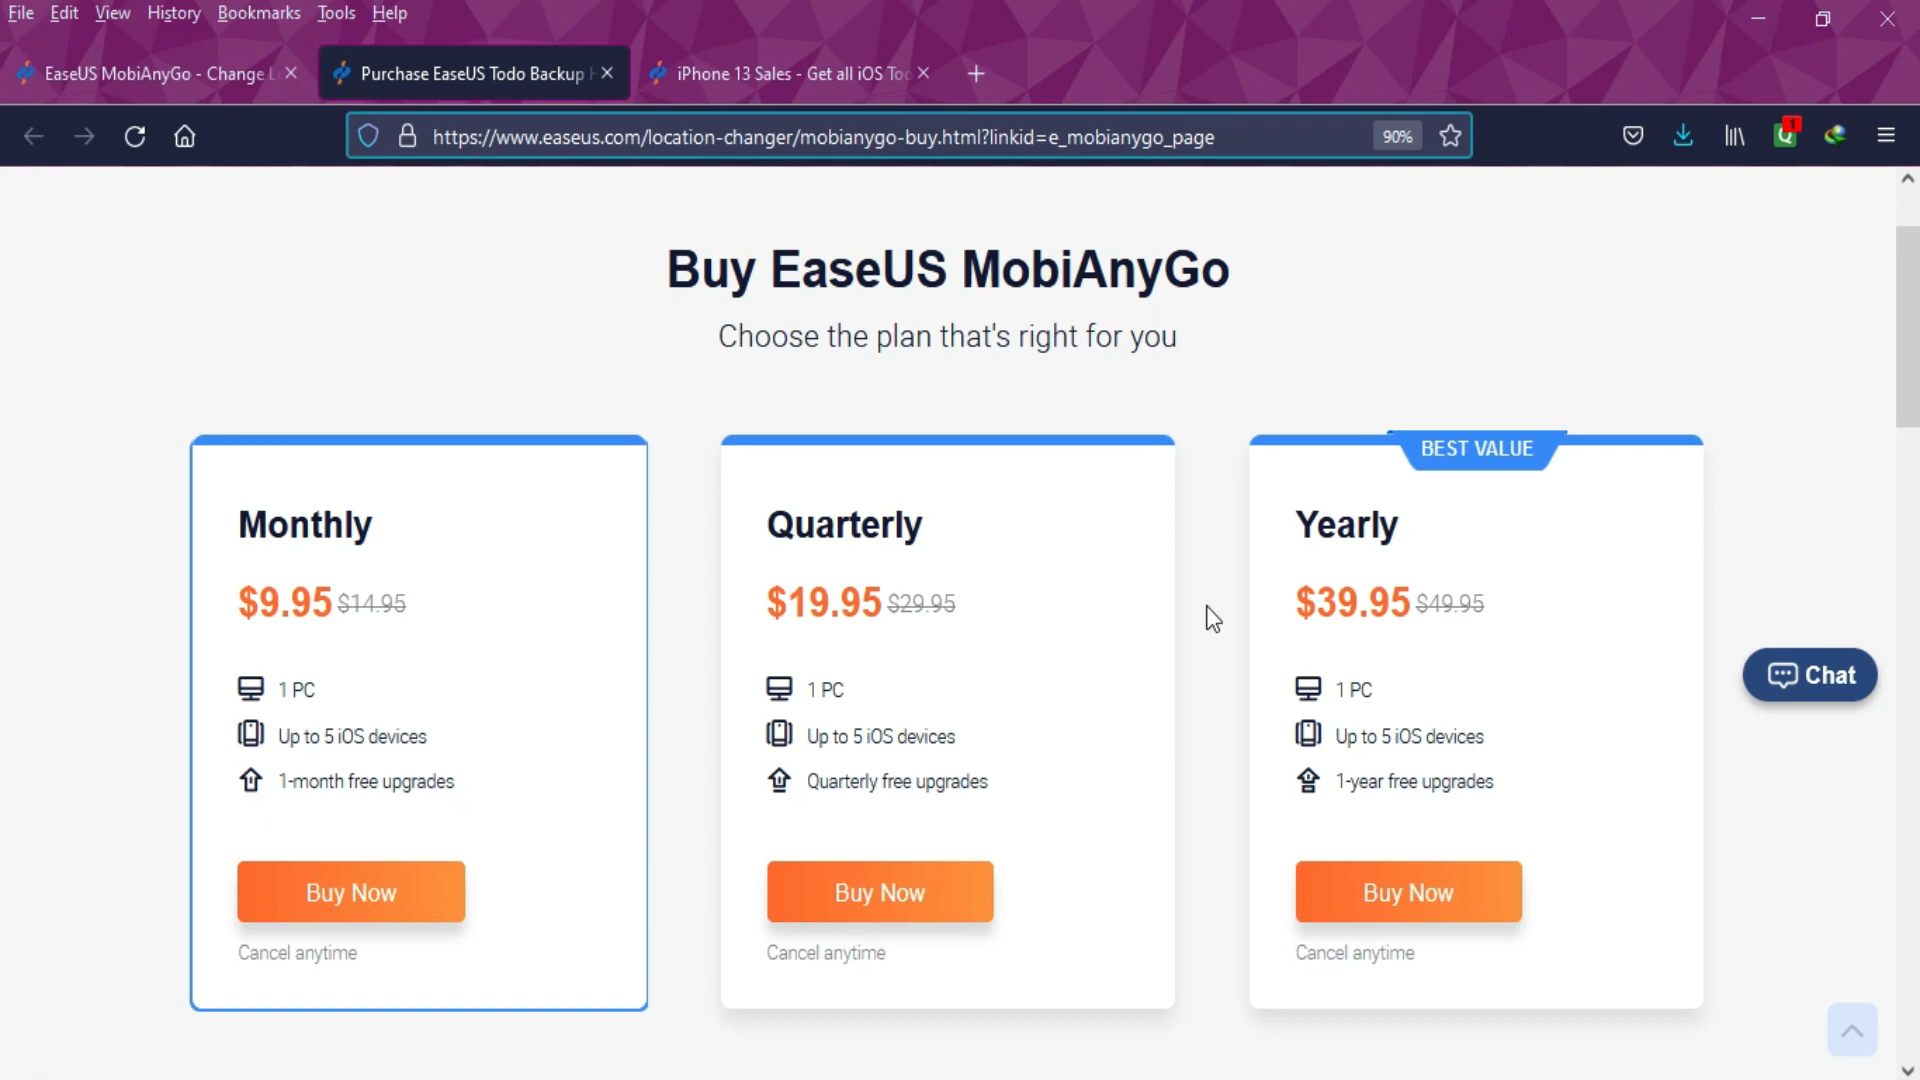 File Edit View History Bookmarks Tools Help
EaseUS MobiAnyGo - Change L
Purchase EaseUS Todo Backup
iPhone 13 Sales - Get all iOS Too
https://www.easeus.com/location-changer/mobianygo-buy.html?linkid=e_mobianygo_page
90%
1
Q
Buy EaseUS MobiAnyGo
Choose the plan that's right for you
BEST VALUE
Monthly
$9.95 $14.95
1 PC
Up to 5 iOS devices
1-month free upgrades
Buy Now
Cancel anytime
Quarterly
$19.95 $29.95
1 PC
Up to 5 iOS devices
Quarterly free upgrades
Buy Now
Cancel anytime
Yearly
$39.95 $49.95
1 PC
Up to 5 iOS devices
1-year free upgrades
Buy Now
Cancel anytime
Chat